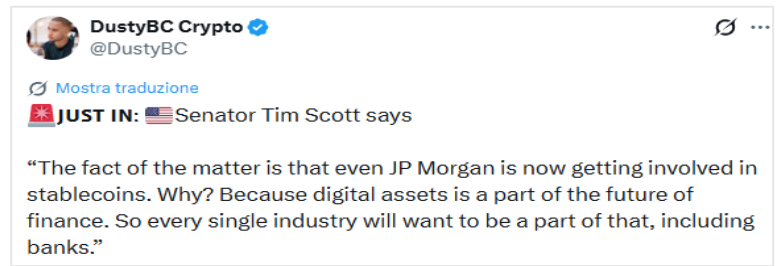 DustyBC Crypto
@DustyBC
Mostra traduzione
🚨JUST IN: 🇺🇸Senator Tim Scott says
“The fact of the matter is that even JP Morgan is now getting involved in
stablecoins. Why? Because digital assets is a part of the future of
finance. So every single industry will want to be a part of that, including
banks.”